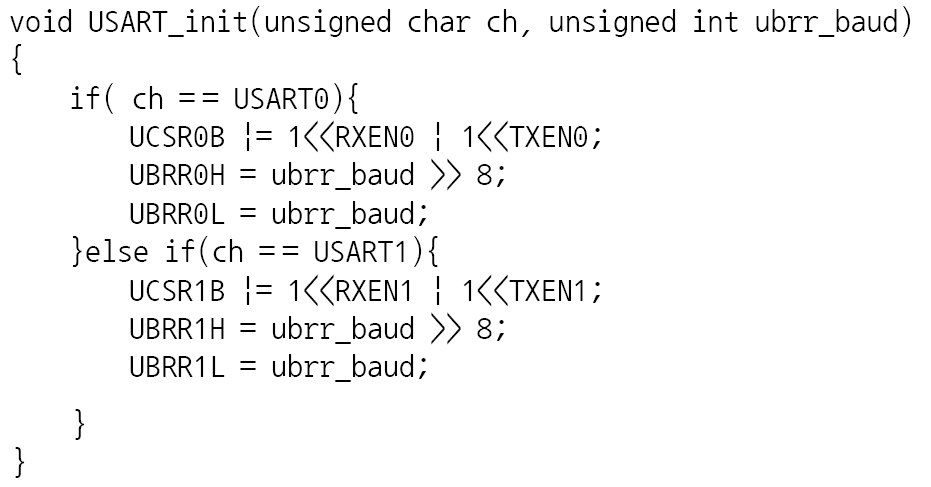 void USART_init(unsigned char ch, unsigned int ubrr_baud)
{
    if( ch == USART0){
        UCSR0B |= 1<<RXEN0 | 1<<TXEN0;
        UBRR0H = ubrr_baud >> 8;
        UBRR0L = ubrr_baud;
    }else if(ch == USART1){
        UCSR1B |= 1<<RXEN1 | 1<<TXEN1;
        UBRR1H = ubrr_baud >> 8;
        UBRR1L = ubrr_baud;
    }
}